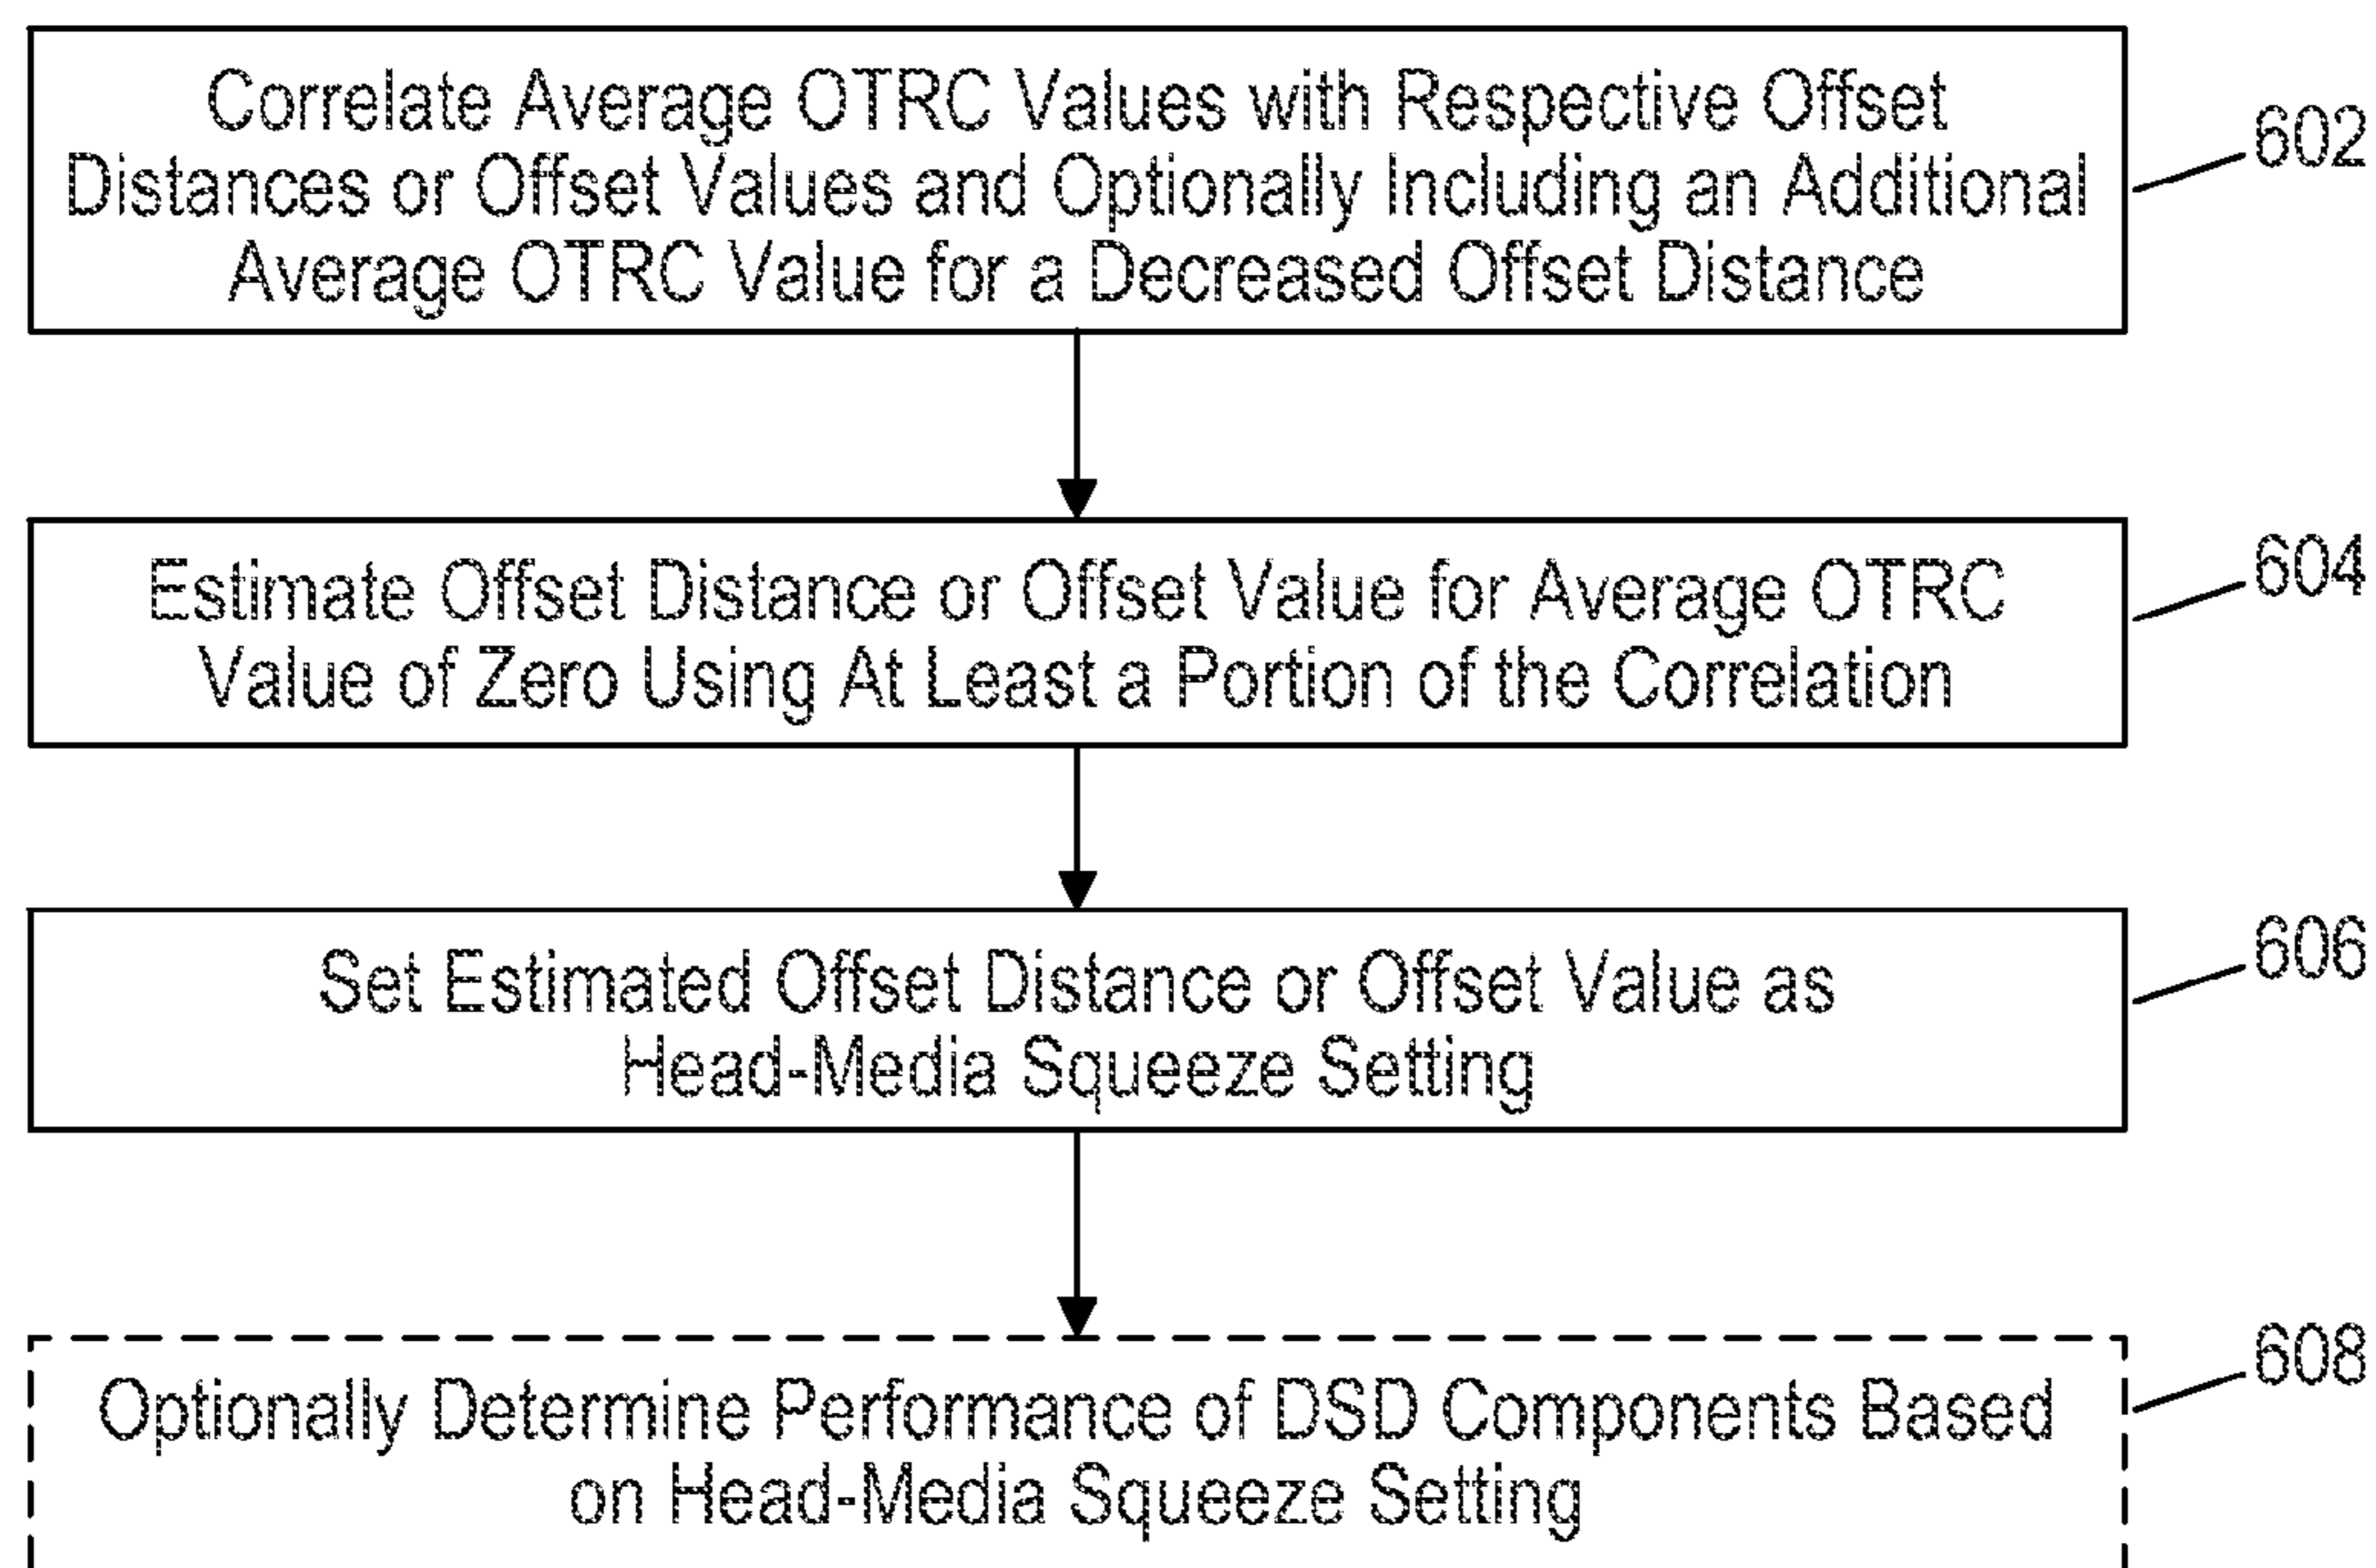 Correlate Average OTRC Values with Respective Offset
Distances or Offset Values and Optionally Including an Additional
Average OTRC Value for a Decreased Offset Distance
602
Estimate Offset Distance or Offset Value for Average OTRC
Value of Zero Using At Least a Portion of the Correlation
604
Set Estimated Offset Distance or Offset Value as
Head-Media Squeeze Setting
606
Optionally Determine Performance of DSD Components Based
on Head-Media Squeeze Setting
608